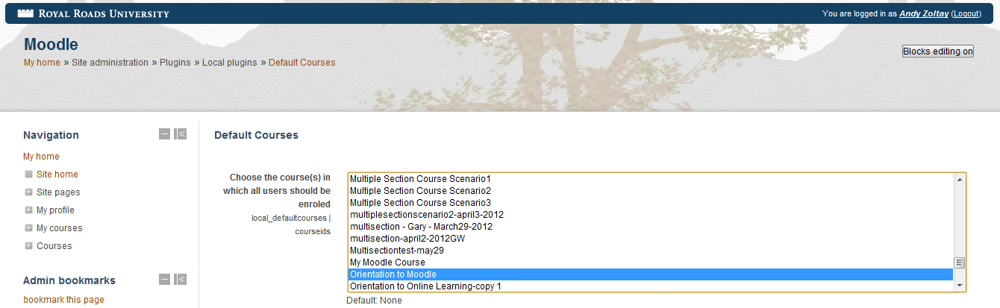 ROYAL ROADS UNIVERSITY
You are logged in as Andy Zoltay (Logout)
Moodle
My home » Site administration » Plugins » Local plugins » Default Courses
Blocks editing on
Navigation
My home
Site home
Site pages
My profile
My courses
Courses
Admin bookmarks
bookmark this page
Default Courses
Choose the course(s) in
which all users should be
enroled
local_defaultcourses |
courseids
Multiple Section Course Scenario1
Multiple Section Course Scenario2
Multiple Section Course Scenario3
multiplesectionscenario2-april3-2012
multisection - Gary - March29-2012
multisection-april2-2012GW
Multisectiontest-may29
My Moodle Course
Orientation to Moodle
Orientation to Online Learning-copy 1
Default: None